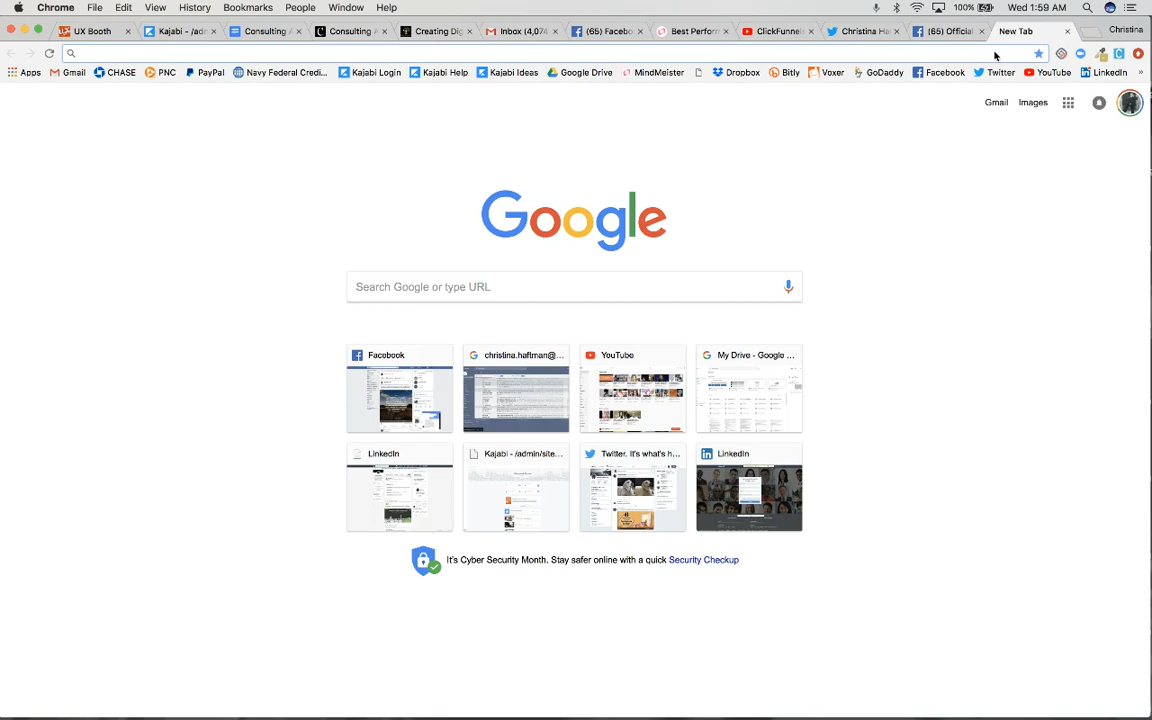 Chrome File Edit View History Bookmarks People Window Help 100% Wed 1:59 AM
UX Booth Kajabi - /adm Consulting Consulting Creating Dig Inbox (4,074 (65) Facebo Best Perform ClickFunnels Christina Ha (65) Official New Tab Christina
Apps Gmail CHASE PNC PayPal Navy Federal Credi... Kajabi Login Kajabi Help Kajabi Ideas Google Drive MindMeister Dropbox Bitly Voxer GoDaddy Facebook Twitter YouTube LinkedIn »
Gmail Images
Google
Search Google or type URL
Facebook christina.haftman@... YouTube My Drive - Google ...
LinkedIn Kajabi - /admin/site... Twitter. It's what's h... LinkedIn
It's Cyber Security Month. Stay safer online with a quick Security Checkup